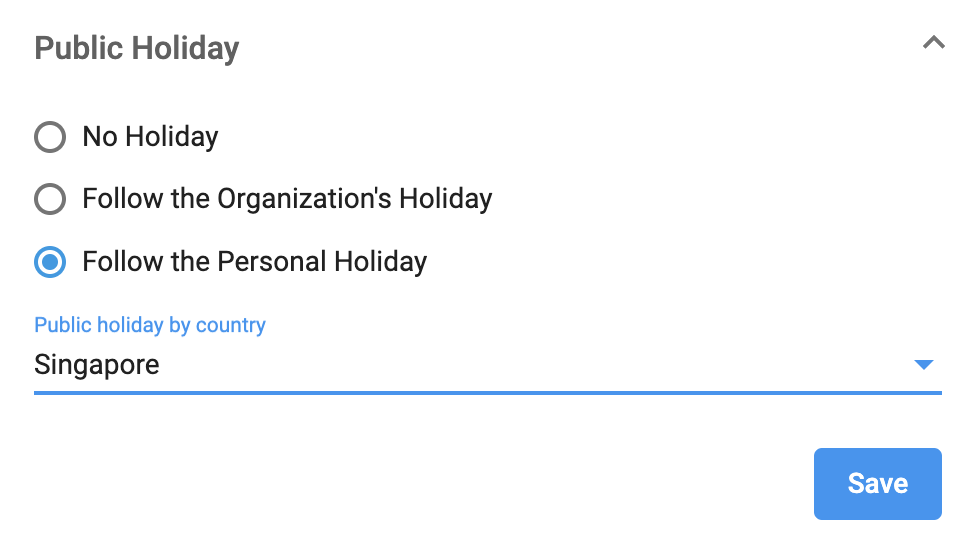 Public Holiday
No Holiday
Follow the Organization's Holiday
Follow the Personal Holiday
Public holiday by country
Singapore
Save